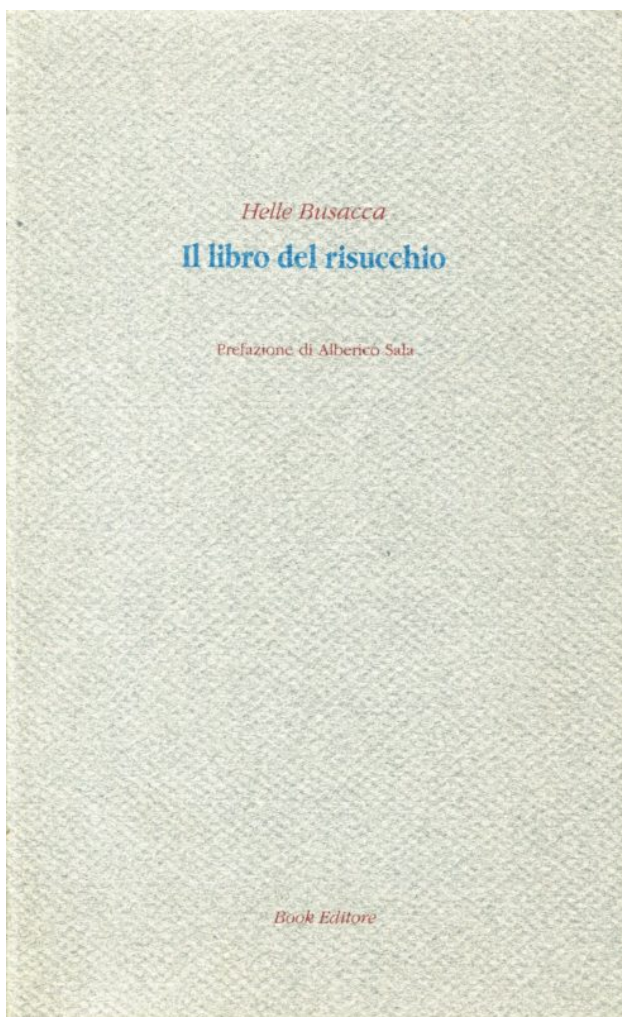 Helle Busacca
Il libro del risucchio
Prefazione di Alberico Sala
Book Editore